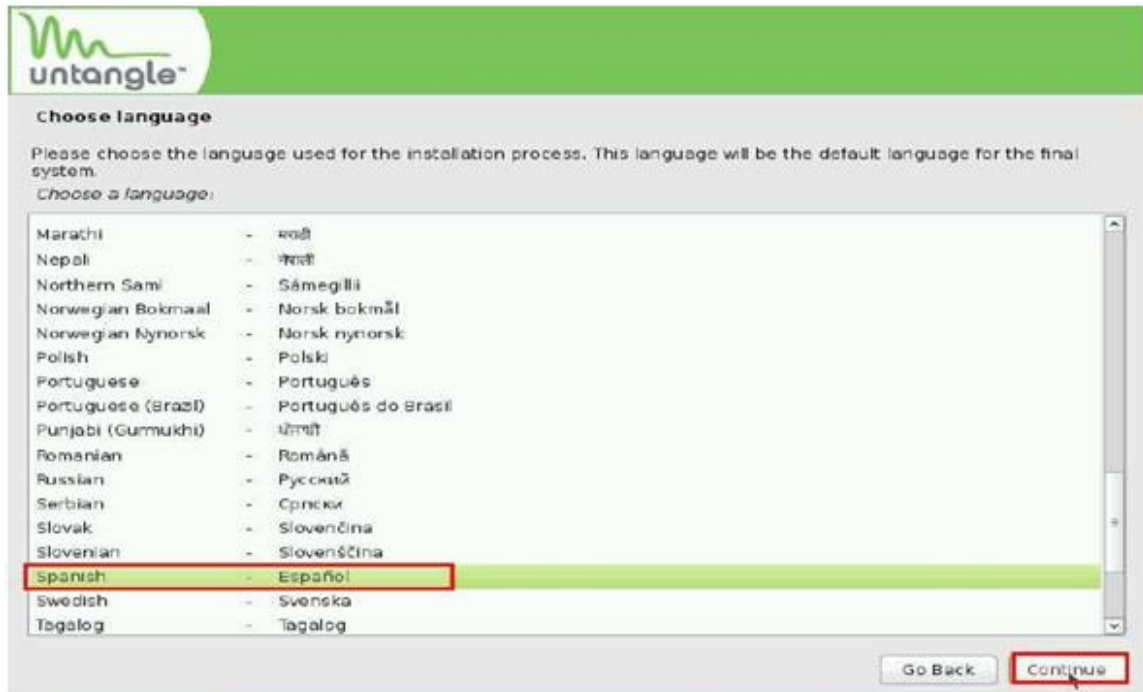 untangle
Choose language
Please choose the language used for the installation process. This language will be the default language for the final
system.
Choose a language:
Marathi - मराठी
Nepali - नेपाली
Northern Sami - Sámegillii
Norwegian Bokmaal - Norsk bokmål
Norwegian Nynorsk - Norsk nynorsk
Polish - Polski
Portuguese - Português
Portuguese (Brazil) - Português do Brasil
Punjabi (Gurmukhi) - ਪੰਜਾਬੀ
Romanian - Română
Russian - Русский
Serbian - Српски
Slovak - Slovenčina
Slovenian - Slovenščina
Spanish - Español
Swedish - Svenska
Tagalog - Tagalog
Go Back Continue